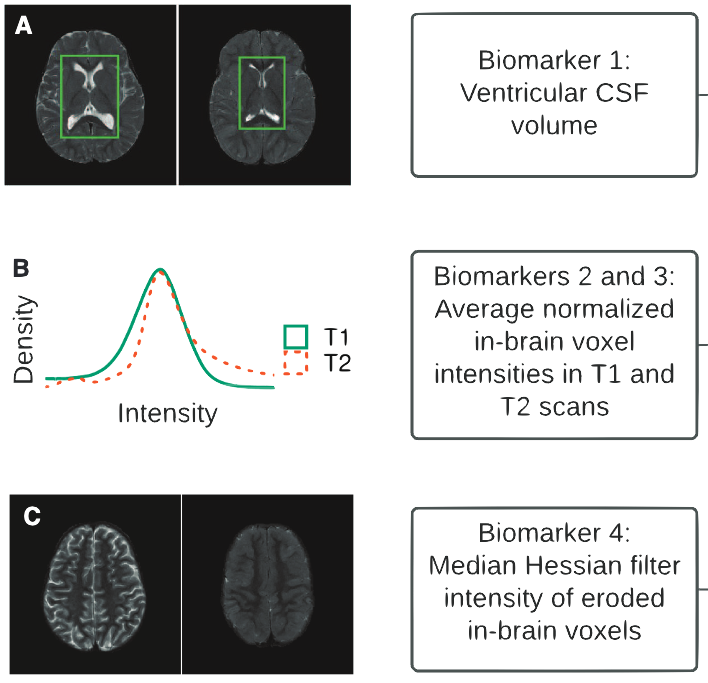 A
Biomarker 1:
Ventricular CSF
volume
B
Density
Intensity
T1
T2
Biomarkers 2 and 3:
Average normalized
in-brain voxel
intensities in T1 and
T2 scans
C
Biomarker 4:
Median Hessian filter
intensity of eroded
in-brain voxels